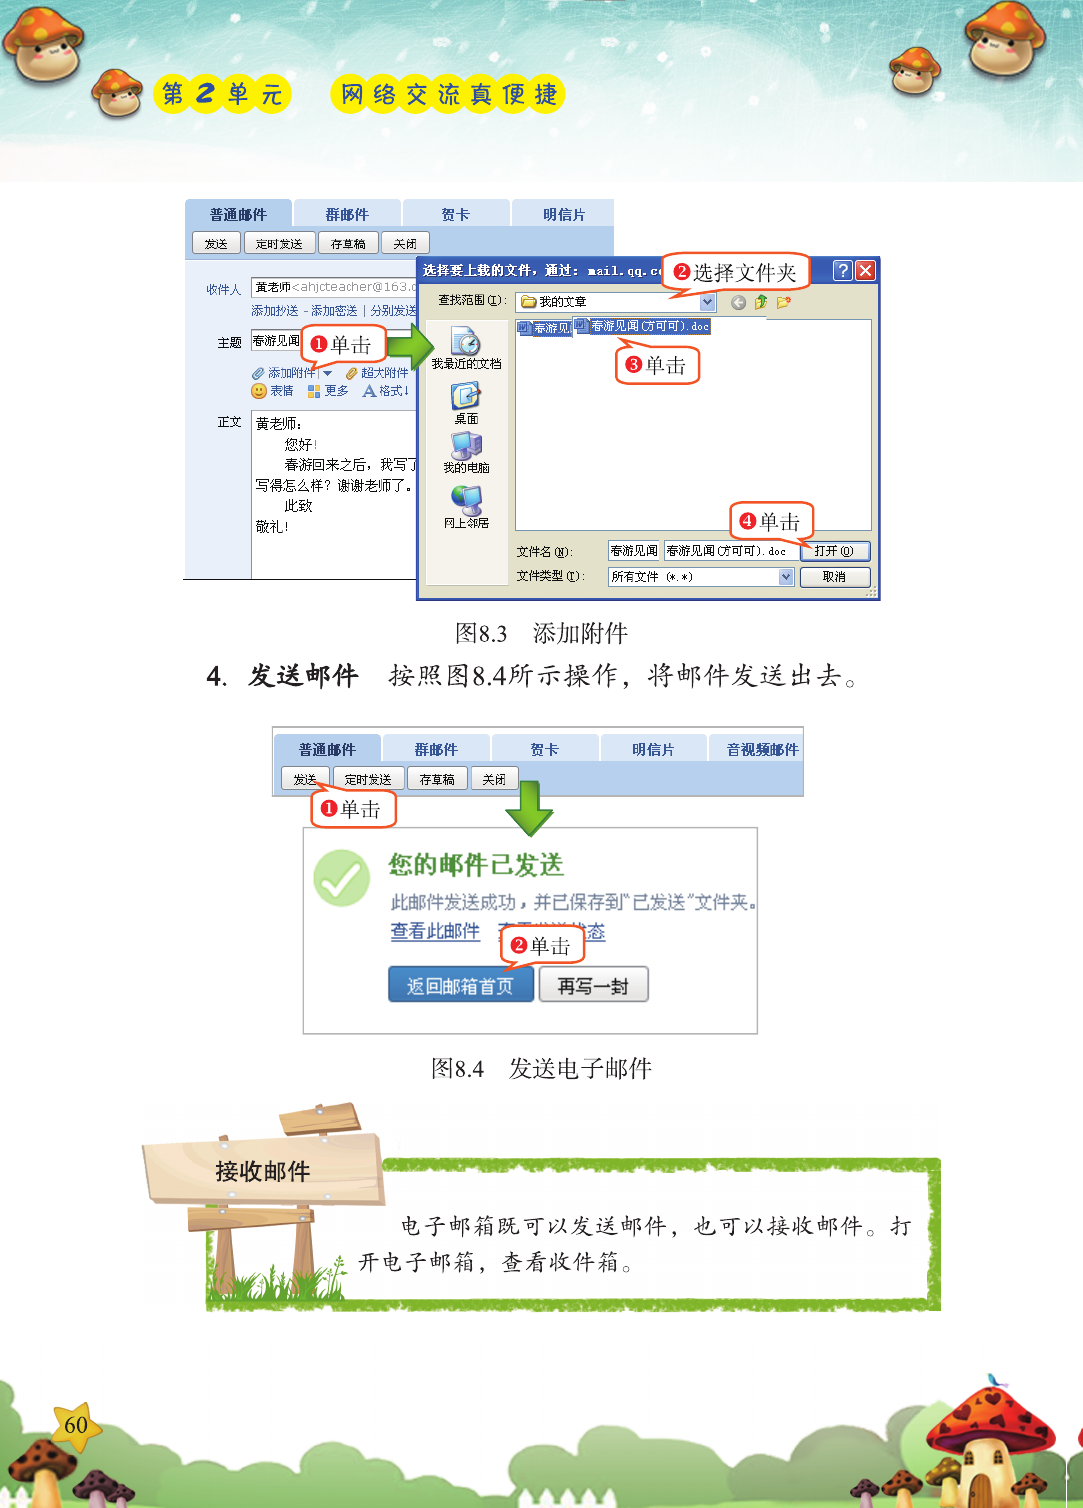 第2单元 网络交流真便捷
普通邮件 群邮件 贺卡 明信片
发送 定时发送 存草稿 关闭
收件人 黄老师<ahjcteacher@163.c
添加抄送 - 添加密送 | 分别发送
主题 春游见闻
❶单击
添加附件 超大附件
表情 更多 格式↓
正文 黄老师：
您好！
春游回来之后，我写了
写得怎么样？谢谢老师了。
此致
敬礼！
选择要上载的文件，通过: mail.qq.co
❷选择文件夹
查找范围(I): 我的文章
春游见 春游见闻(方可可).doc
❸单击
我最近的文档
桌面
我的电脑
网上邻居
❹单击
文件名(N): 春游见闻 春游见闻(方可可).doc 打开(O)
文件类型(T): 所有文件 (*.*) 取消
图8.3 添加附件
4. 发送邮件 按照图8.4所示操作，将邮件发送出去。
普通邮件 群邮件 贺卡 明信片 音视频邮件
发送 定时发送 存草稿 关闭
❶单击
您的邮件已发送
此邮件发送成功，并已保存到“已发送”文件夹。
查看此邮件 状态
❷单击
返回邮箱首页 再写一封
图8.4 发送电子邮件
接收邮件
电子邮箱既可以发送邮件，也可以接收邮件。打
开电子邮箱，查看收件箱。
60